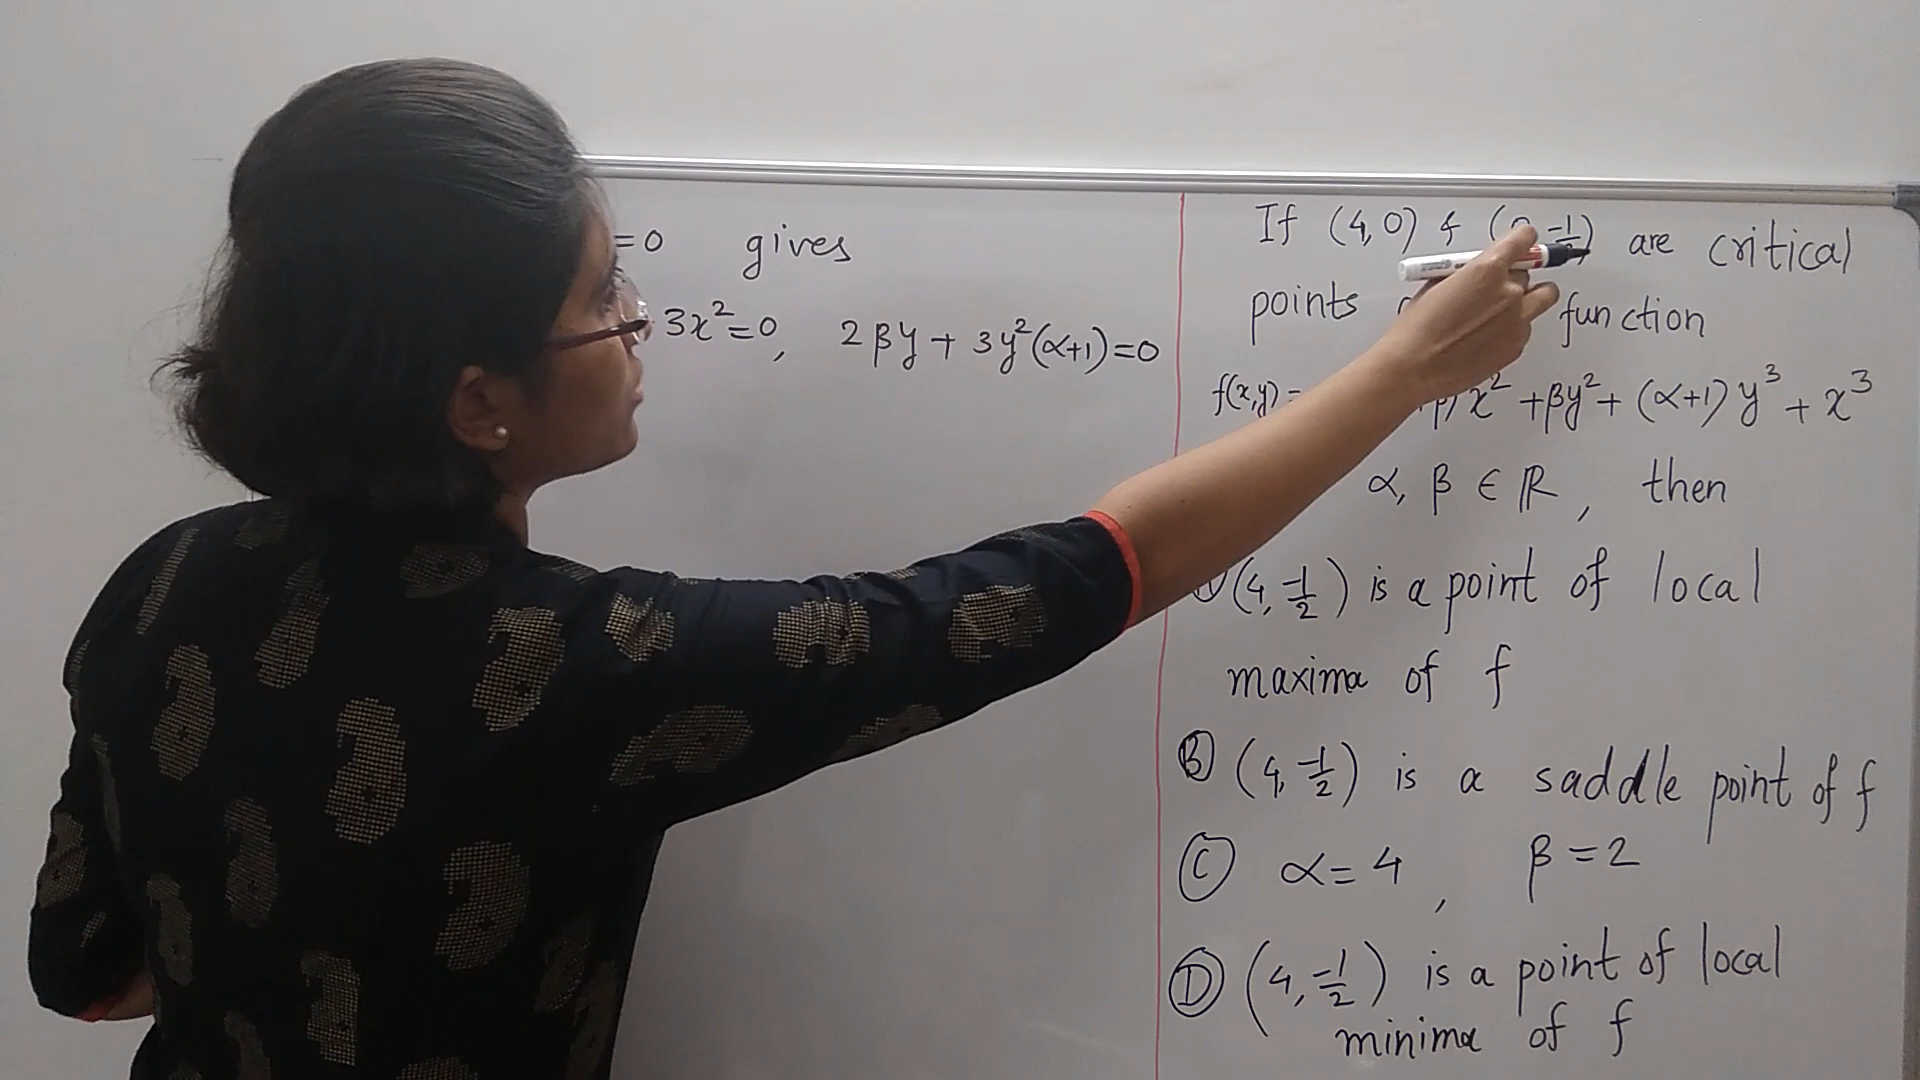 =0 gives
3x²=0, 2βy + 3y²(α+1)=0
If (4,0) & ( -1/2) are critical
points function
f(x,y)= β)x² + βy² + (α+1)y³ + x³
α, β ∈ ℝ, then
(4, -1/2) is a point of local
maxima of f
Ⓑ (4, -1/2) is a saddle point of f
Ⓒ α=4, β=2
Ⓓ (4, -1/2) is a point of local
minima of f